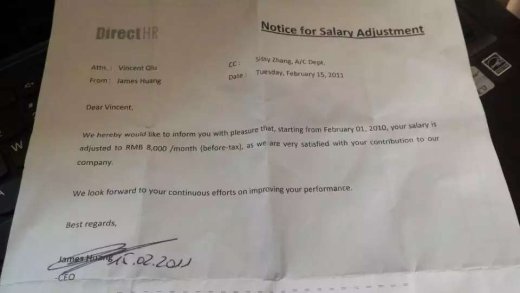 DirectHR
Notice for Salary Adjustment
Attn.: Vincent Qiu
CC: Sissy Zhang, A/C Dept.
From: James Huang
Date: Tuesday, February 15, 2011
Dear Vincent,
We hereby would like to inform you with pleasure that, starting from February 01, 2010, your salary is
adjusted to RMB 8,000 /month (before-tax), as we are very satisfied with your contribution to our
company.
We look forward to your continuous efforts on improving your performance.
Best regards,
James Huang 15.02.2011
-CEO